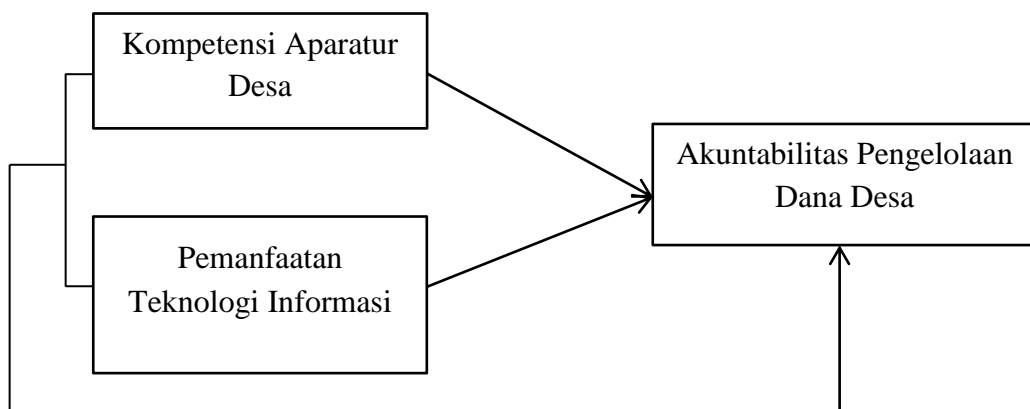 Kompetensi Aparatur
Desa
Akuntabilitas Pengelolaan
Dana Desa
Pemanfaatan
Teknologi Informasi